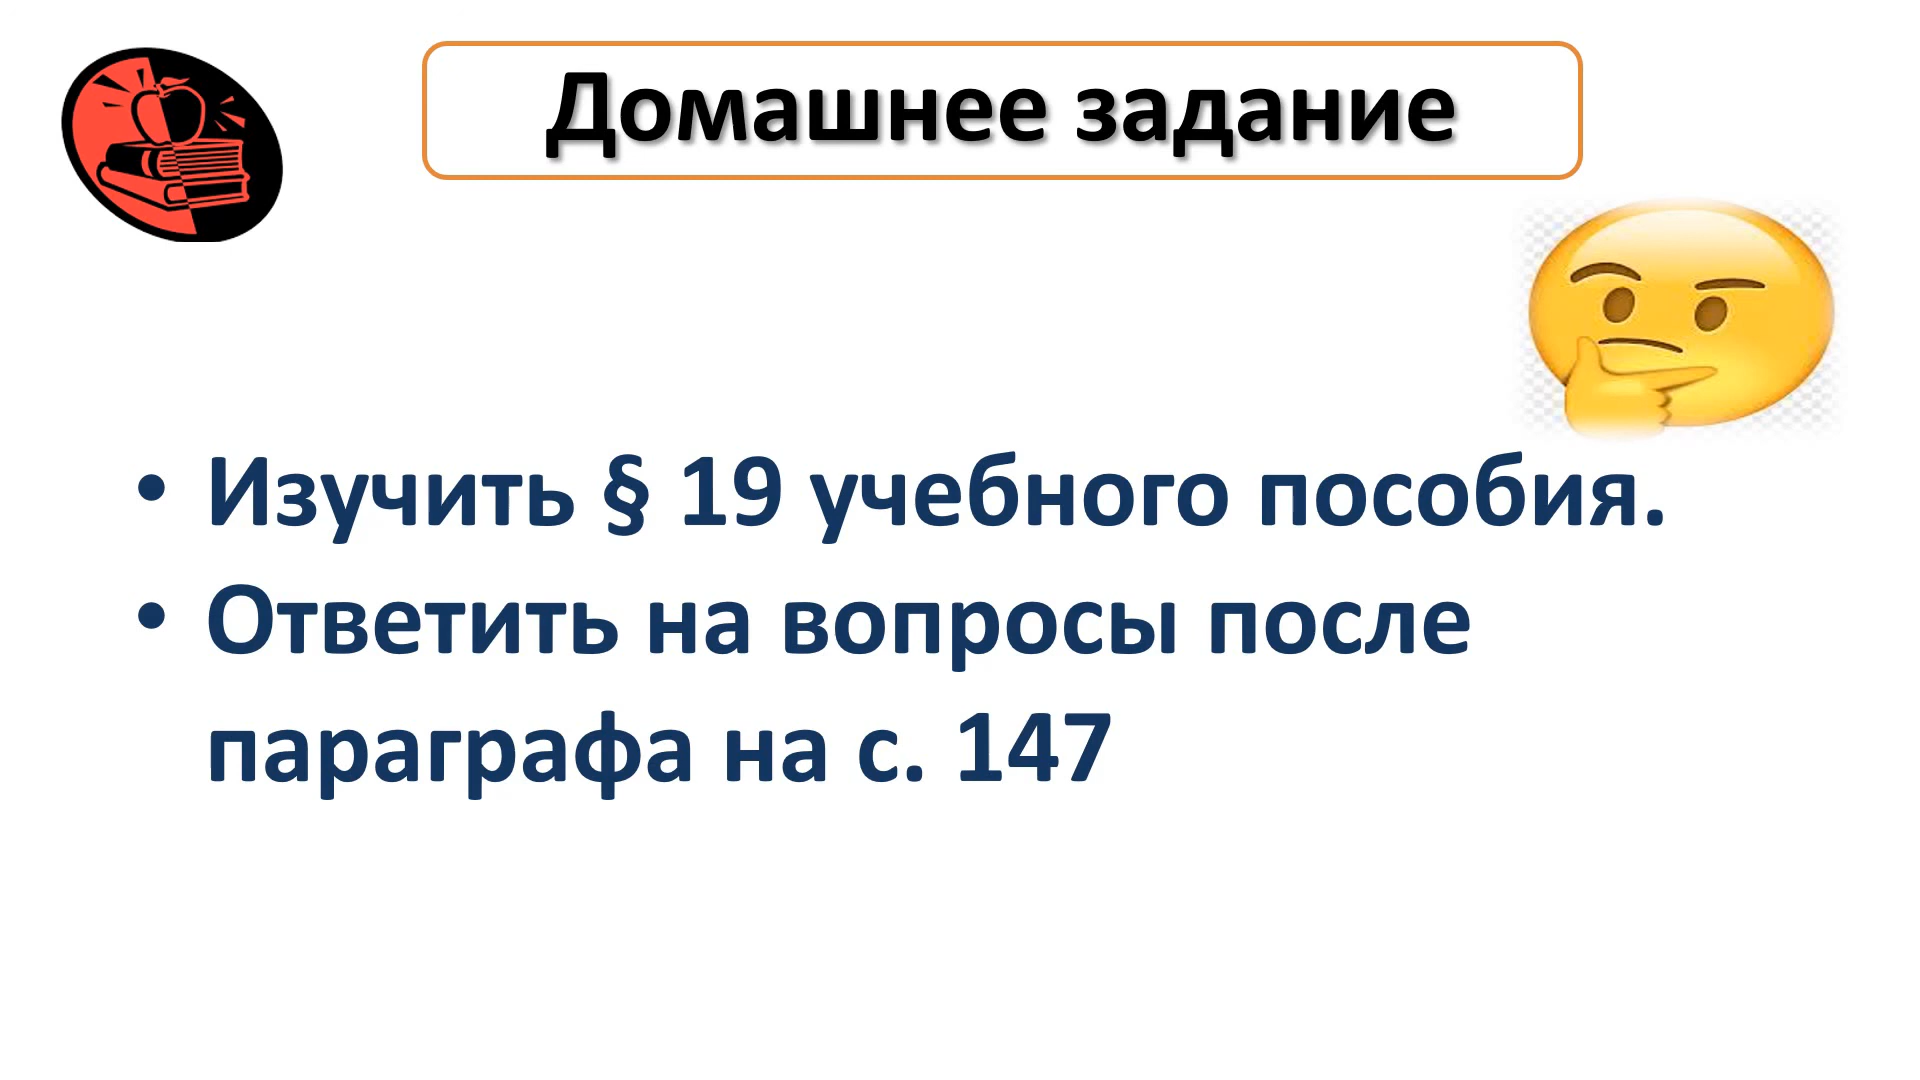 Домашнее задание
• Изучить § 19 учебного пособия.
• Ответить на вопросы после
параграфа на с. 147